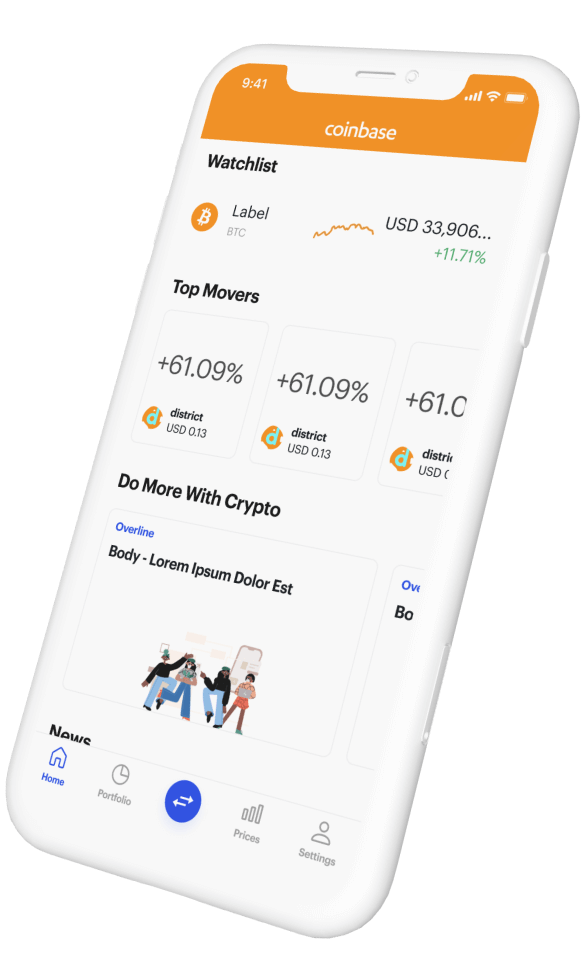 9:41
coinbase
Watchlist
Label
BTC
USD 33,906...
+11.71%
Top Movers
+61.09%
+61.09%
+61.0
district
USD 0.13
district
USD 0.13
distri
USD
Do More With Crypto
Overline
Body - Lorem Ipsum Dolor Est
Ove
Bo
News
Home
Portfolio
Prices
Settings